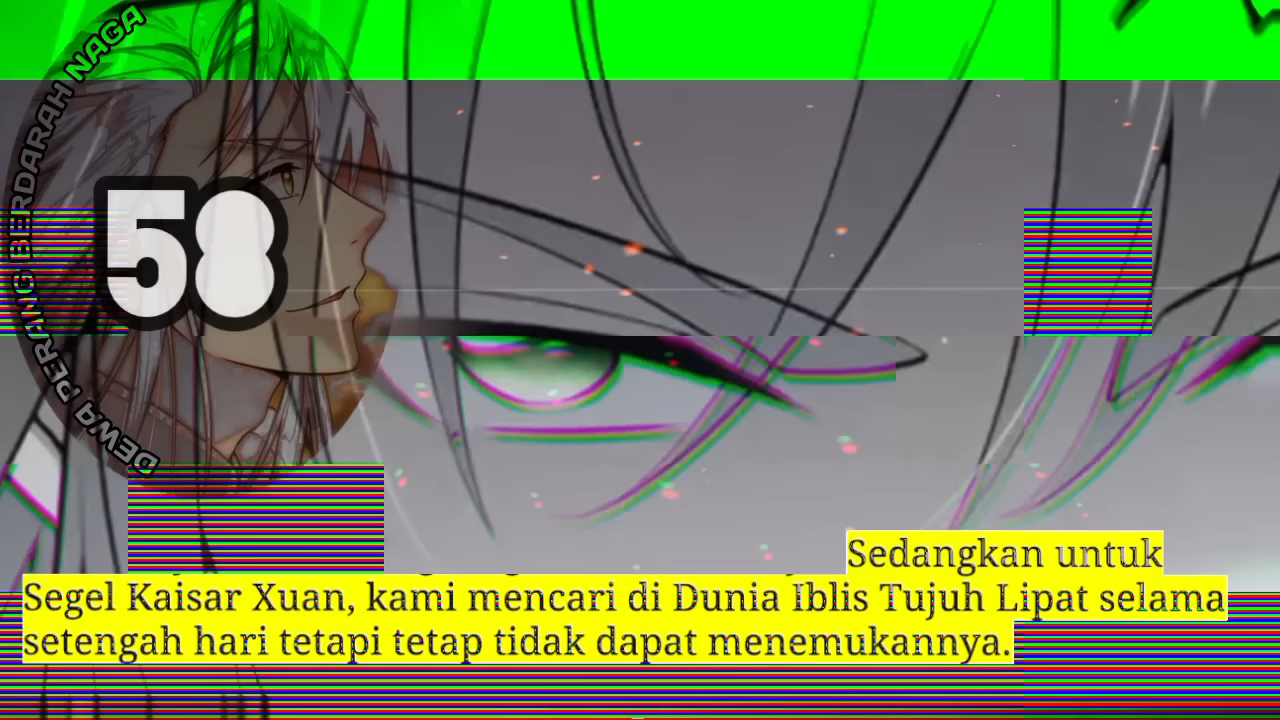 DEWA PERANG BERDARAH NAGA
58
Sedangkan untuk
Segel Kaisar Xuan, kami mencari di Dunia Iblis Tujuh Lipat selama
setengah hari tetapi tetap tidak dapat menemukannya.